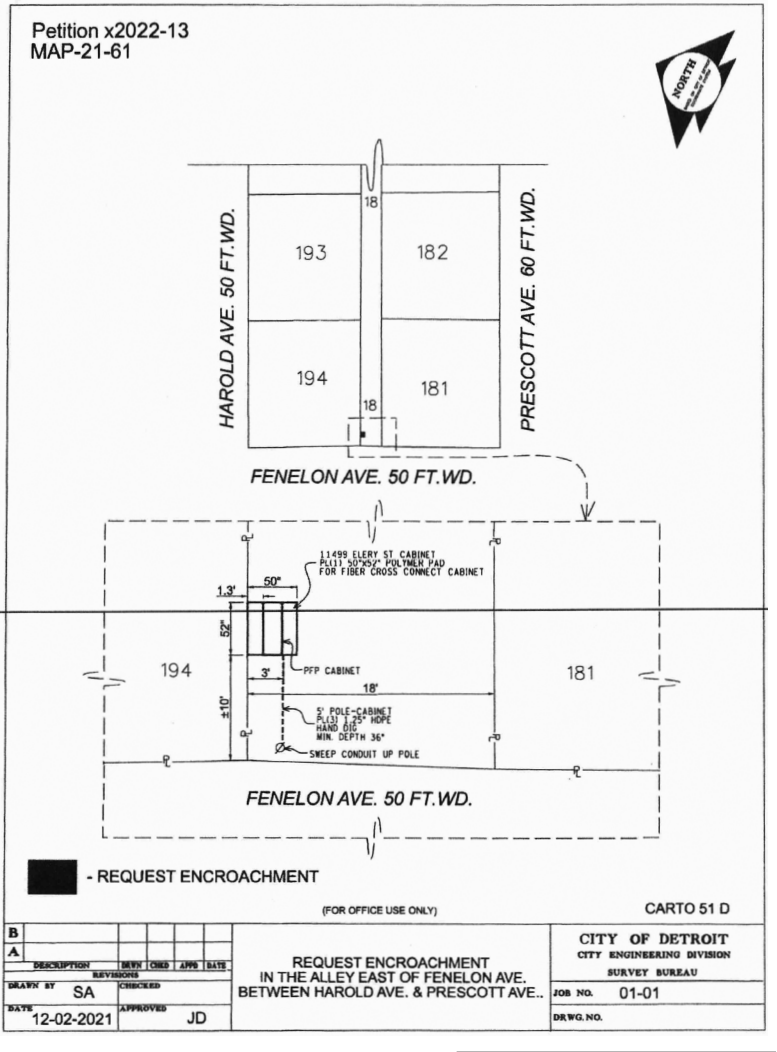 Petition x2022-13
MAP-21-61
NORTH
18
HAROLD AVE. 50 FT.WD.
193
182
PRESCOTT AVE. 60 FT.WD.
194
181
18
FENELON AVE. 50 FT.WD.
11499 ELERY ST CABINET
PL(1) 50"x52" POLYMER PAD
FOR FIBER CROSS CONNECT CABINET
50"
1.3'
52"
PFP CABINET
194
3'
181
18'
±10'
5' POLE-CABINET
PL(3) 1.25" HDPE
HAND DIG
MIN. DEPTH 36"
SWEEP CONDUIT UP POLE
FENELON AVE. 50 FT.WD.
- REQUEST ENCROACHMENT
(FOR OFFICE USE ONLY)
CARTO 51 D
B
A
DESCRIPTION DRWN CHKD APPD DATE
REVISIONS
DRAWN BY SA CHECKED
DATE 12-02-2021 APPROVED JD
REQUEST ENCROACHMENT
IN THE ALLEY EAST OF FENELON AVE.
BETWEEN HAROLD AVE. & PRESCOTT AVE..
CITY OF DETROIT
CITY ENGINEERING DIVISION
SURVEY BUREAU
JOB NO. 01-01
DRWG. NO.